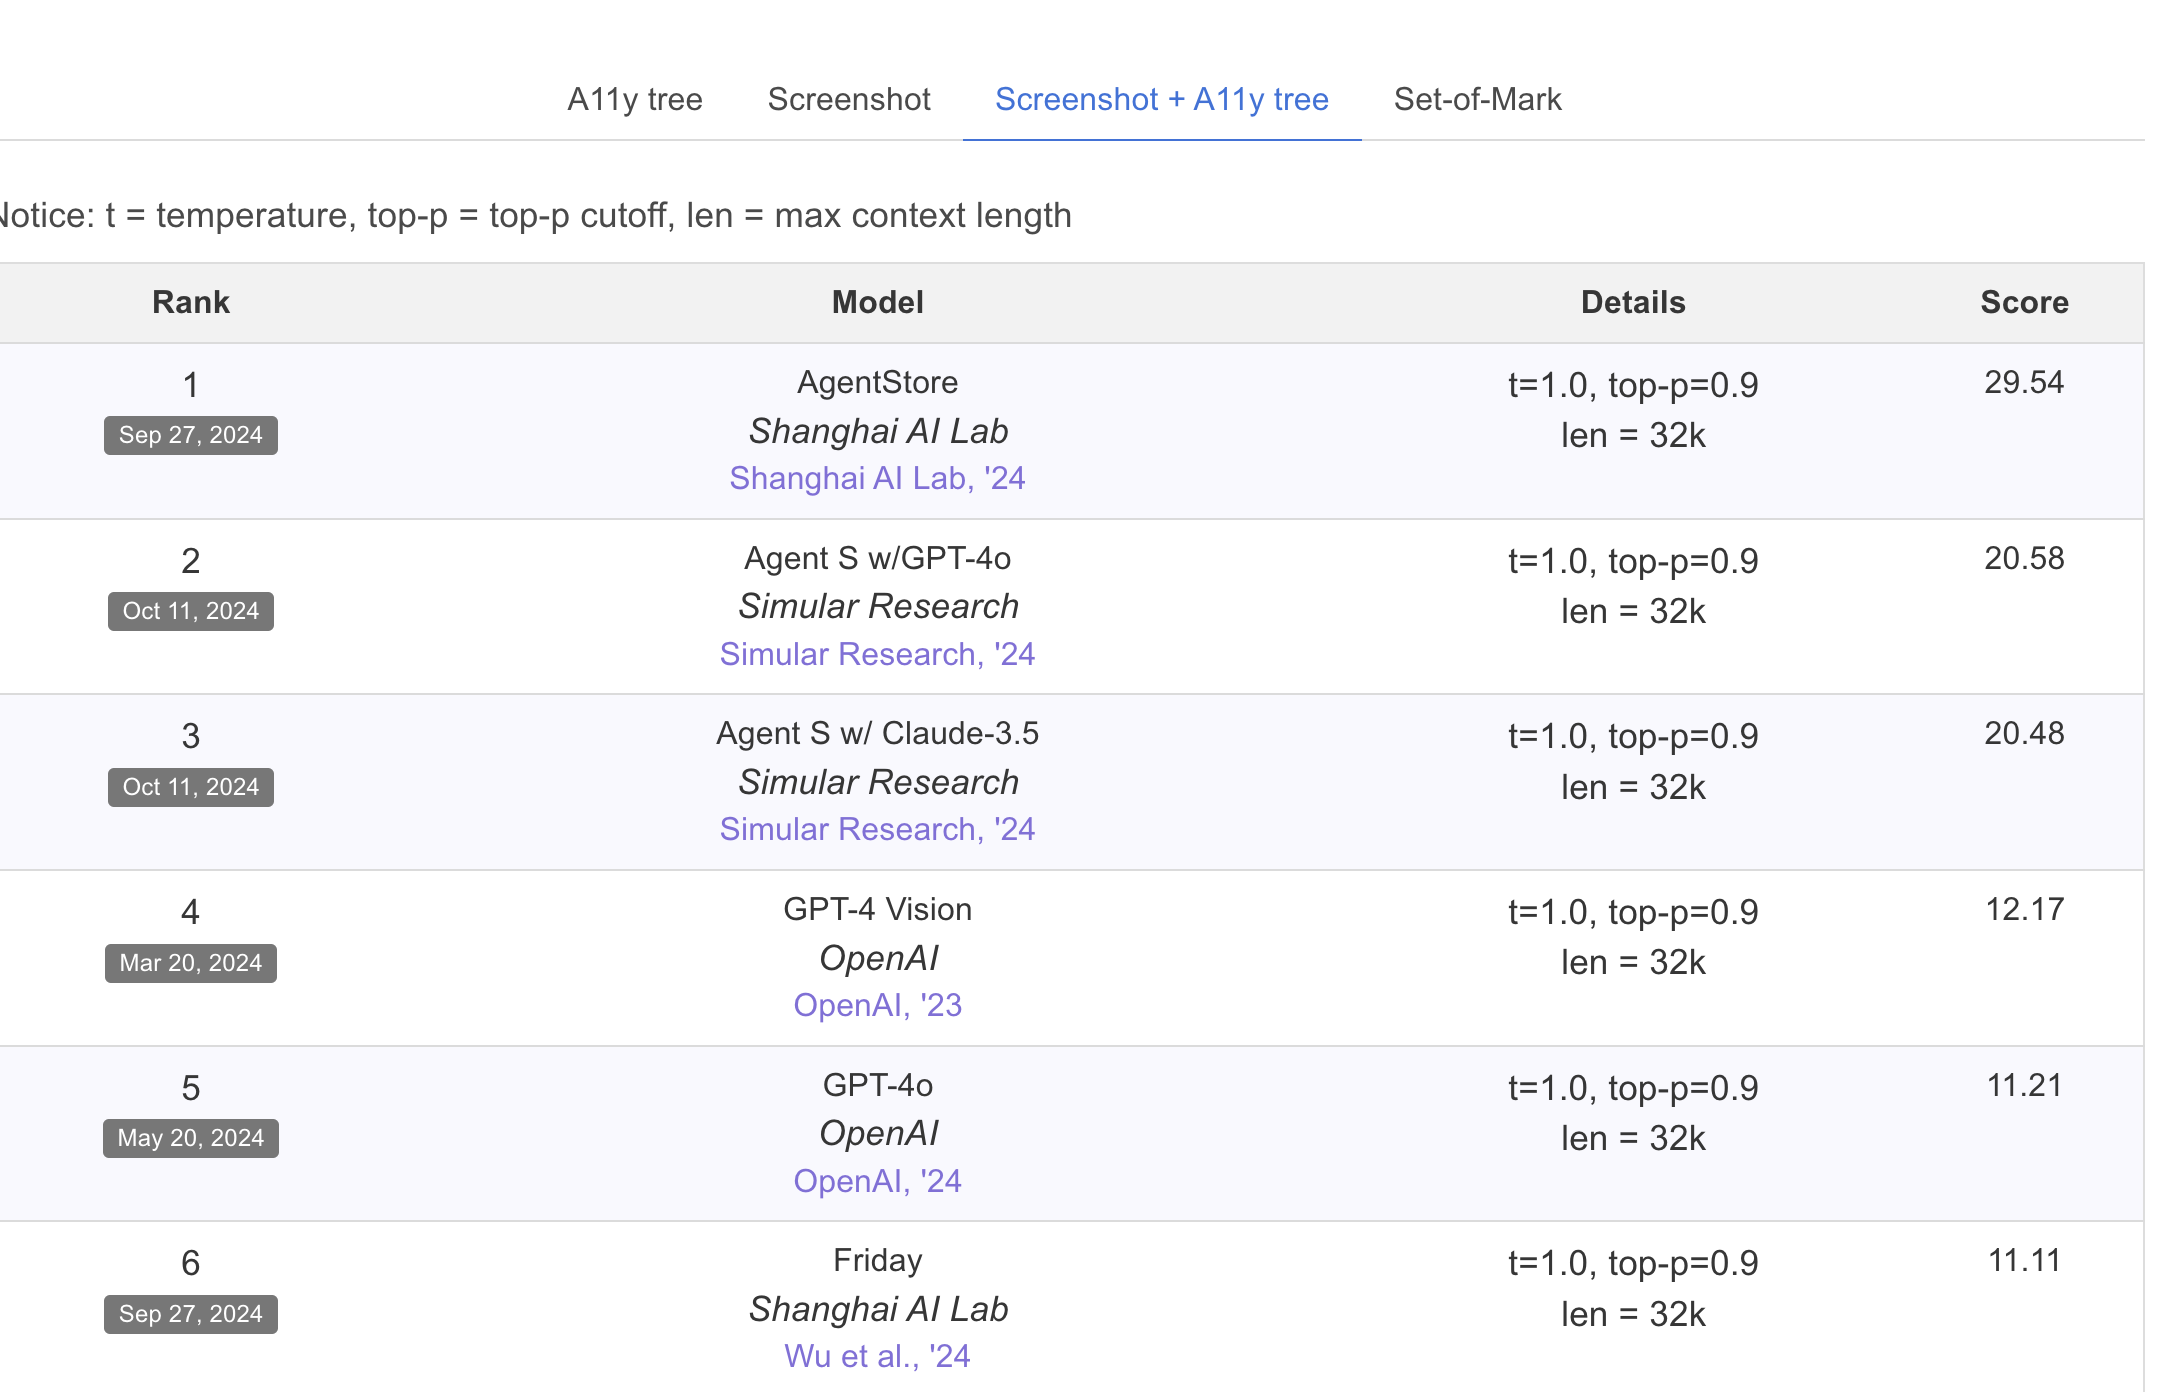 A11y tree Screenshot Screenshot + A11y tree Set-of-Mark
Notice: t = temperature, top-p = top-p cutoff, len = max context length
Rank Model Details Score
1 AgentStore t=1.0, top-p=0.9 29.54
Sep 27, 2024 Shanghai AI Lab len = 32k
Shanghai AI Lab, '24
2 Agent S w/GPT-4o t=1.0, top-p=0.9 20.58
Oct 11, 2024 Simular Research len = 32k
Simular Research, '24
3 Agent S w/ Claude-3.5 t=1.0, top-p=0.9 20.48
Oct 11, 2024 Simular Research len = 32k
Simular Research, '24
4 GPT-4 Vision t=1.0, top-p=0.9 12.17
Mar 20, 2024 OpenAI len = 32k
OpenAI, '23
5 GPT-4o t=1.0, top-p=0.9 11.21
May 20, 2024 OpenAI len = 32k
OpenAI, '24
6 Friday t=1.0, top-p=0.9 11.11
Sep 27, 2024 Shanghai AI Lab len = 32k
Wu et al., '24